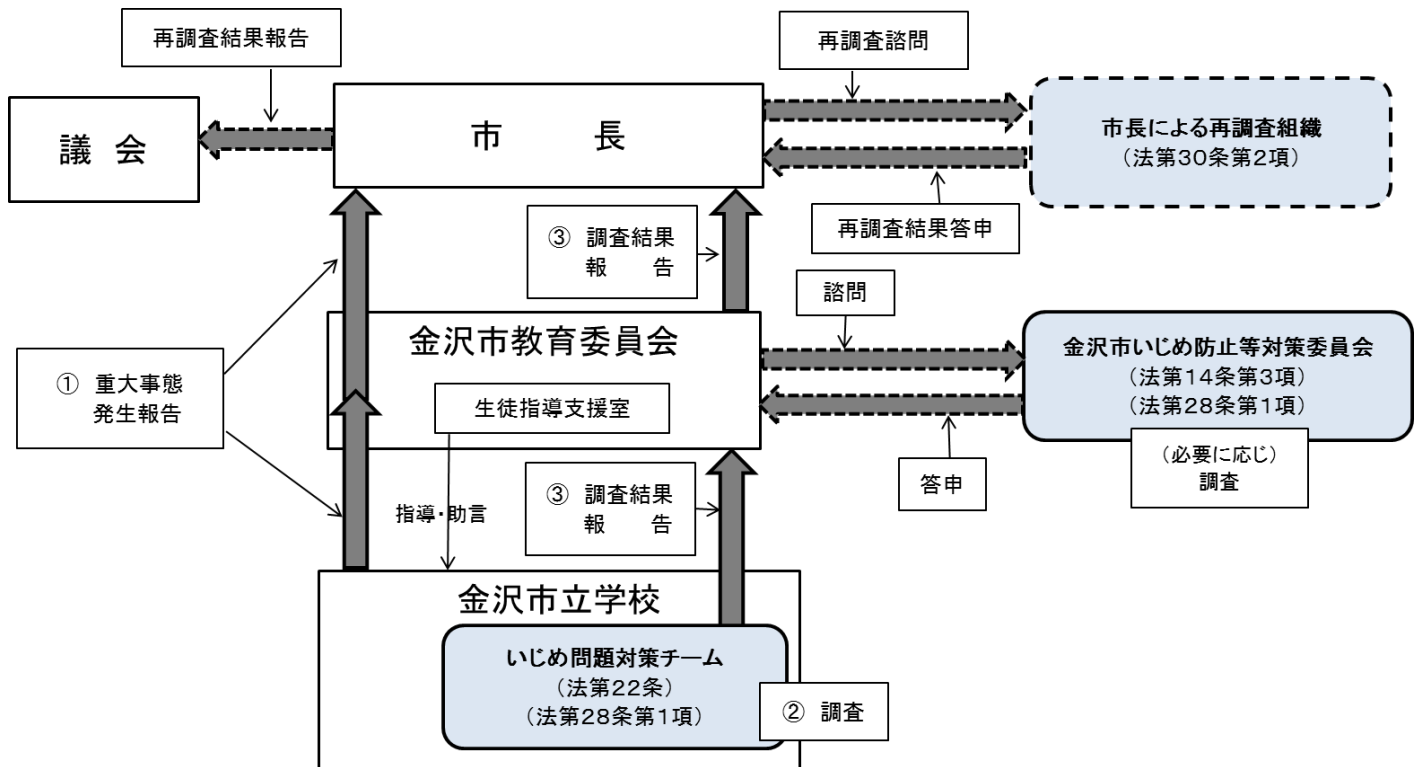 再調査結果報告
再調査諮問
議　会
市　　長
市長による再調査組織
（法第30条第2項）
③　調査結果
報　　告
再調査結果答申
諮問
金沢市教育委員会
金沢市いじめ防止等対策委員会
（法第14条第3項）
（法第28条第1項）
①　重大事態
発生報告
生徒指導支援室
（必要に応じ）
調査
答申
指導・助言
③　調査結果
報　　告
金沢市立学校
いじめ問題対策チーム
（法第22条）
（法第28条第1項）
②　調査